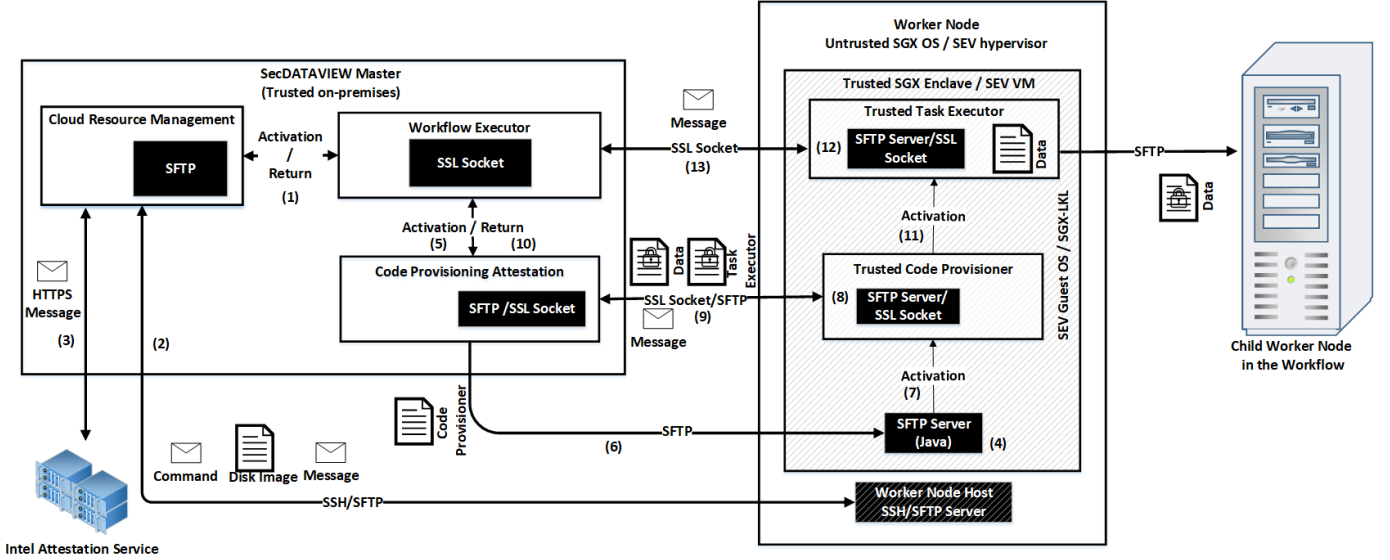 SecDATAVIEW Master
(Trusted on-premises)
Cloud Resource Management
SFTP
Activation
/
Return
(1)
Workflow Executor
SSL Socket
Activation / Return
(5)
(10)
Code Provisioning Attestation
SFTP /SSL Socket
HTTPS
Message
(3)
(2)
Intel Attestation Service
Command
Disk Image
Message
SSH/SFTP
Code
Provisioner
(6)
SFTP
Message
SSL Socket
(13)
Data
Task
Executor
SSL Socket/SFTP
(9)
Message
Worker Node
Untrusted SGX OS / SEV hypervisor
Trusted SGX Enclave / SEV VM
Trusted Task Executor
(12)
SFTP Server/SSL
Socket
Data
Activation
(11)
Trusted Code Provisioner
(8)
SFTP Server/
SSL Socket
Activation
(7)
SFTP Server
(Java)
(4)
SEV Guest OS / SGX-LKL
Worker Node Host
SSH/SFTP Server
SFTP
Data
Child Worker Node
in the Workflow